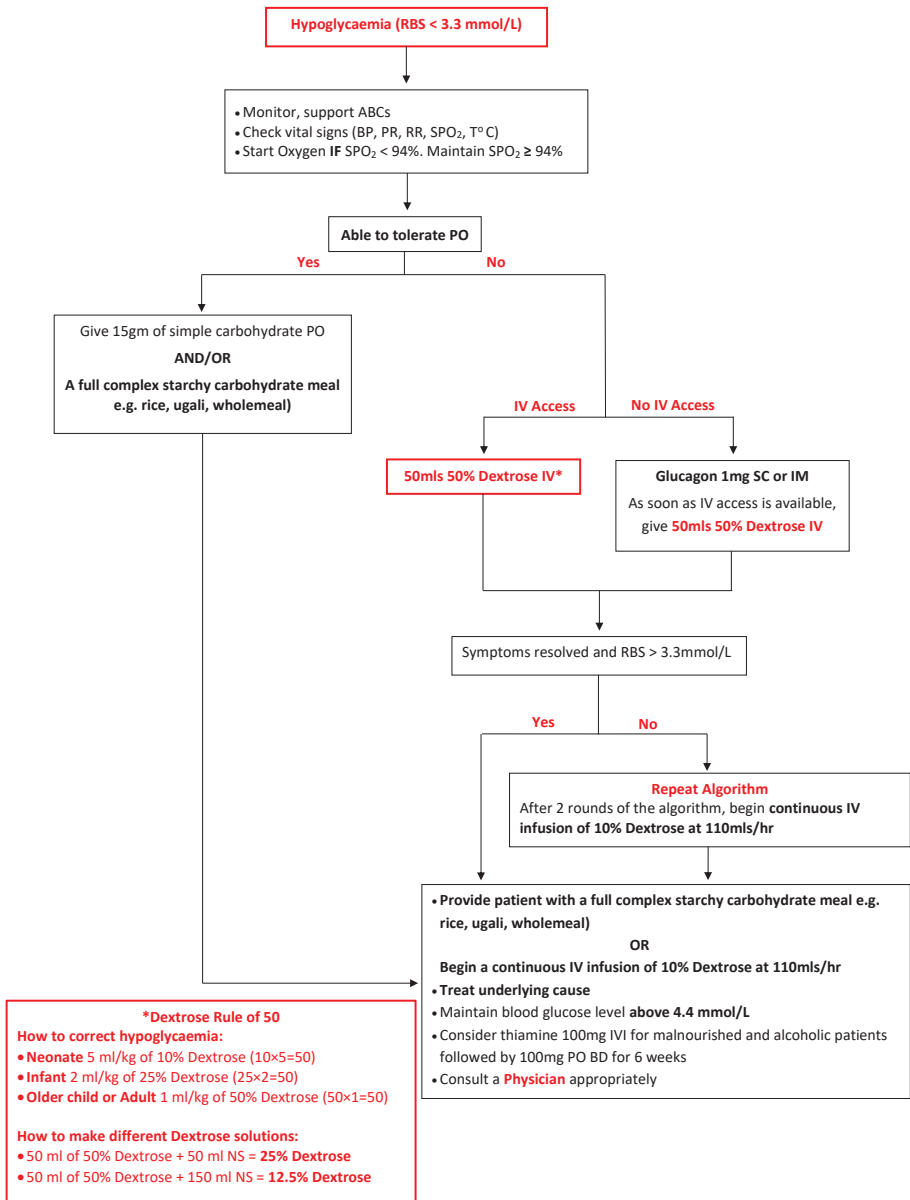 Hypoglycaemia (RBS < 3.3 mmol/L)
• Monitor, support ABCs
• Check vital signs (BP, PR, RR, SPO₂, T° C)
• Start Oxygen IF SPO₂ < 94%. Maintain SPO₂ ≥ 94%
Able to tolerate PO
Yes
No
Give 15gm of simple carbohydrate PO
AND/OR
A full complex starchy carbohydrate meal
e.g. rice, ugali, wholemeal)
IV Access
No IV Access
50mls 50% Dextrose IV*
Glucagon 1mg SC or IM
As soon as IV access is available,
give 50mls 50% Dextrose IV
Symptoms resolved and RBS > 3.3mmol/L
Yes
No
Repeat Algorithm
After 2 rounds of the algorithm, begin continuous IV
infusion of 10% Dextrose at 110mls/hr
• Provide patient with a full complex starchy carbohydrate meal e.g.
rice, ugali, wholemeal)
OR
Begin a continuous IV infusion of 10% Dextrose at 110mls/hr
• Treat underlying cause
• Maintain blood glucose level above 4.4 mmol/L
• Consider thiamine 100mg IVI for malnourished and alcoholic patients
followed by 100mg PO BD for 6 weeks
• Consult a Physician appropriately
*Dextrose Rule of 50
How to correct hypoglycaemia:
• Neonate 5 ml/kg of 10% Dextrose (10×5=50)
• Infant 2 ml/kg of 25% Dextrose (25×2=50)
• Older child or Adult 1 ml/kg of 50% Dextrose (50×1=50)
How to make different Dextrose solutions:
• 50 ml of 50% Dextrose + 50 ml NS = 25% Dextrose
• 50 ml of 50% Dextrose + 150 ml NS = 12.5% Dextrose